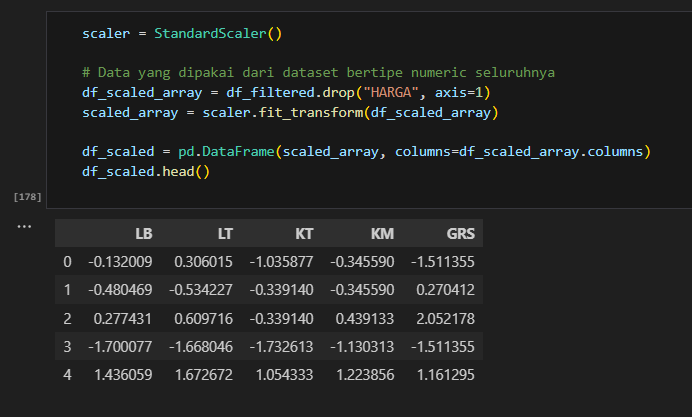 scaler = StandardScaler()
# Data yang dipakai dari dataset bertipe numeric seluruhnya
df_scaled_array = df_filtered.drop("HARGA", axis=1)
scaled_array = scaler.fit_transform(df_scaled_array)
df_scaled = pd.DataFrame(scaled_array, columns=df_scaled_array.columns)
df_scaled.head()
[178]
...
LB LT KT KM GRS
0 -0.132009 0.306015 -1.035877 -0.345590 -1.511355
1 -0.480469 -0.534227 -0.339140 -0.345590 0.270412
2 0.277431 0.609716 -0.339140 0.439133 2.052178
3 -1.700077 -1.668046 -1.732613 -1.130313 -1.511355
4 1.436059 1.672672 1.054333 1.223856 1.161295